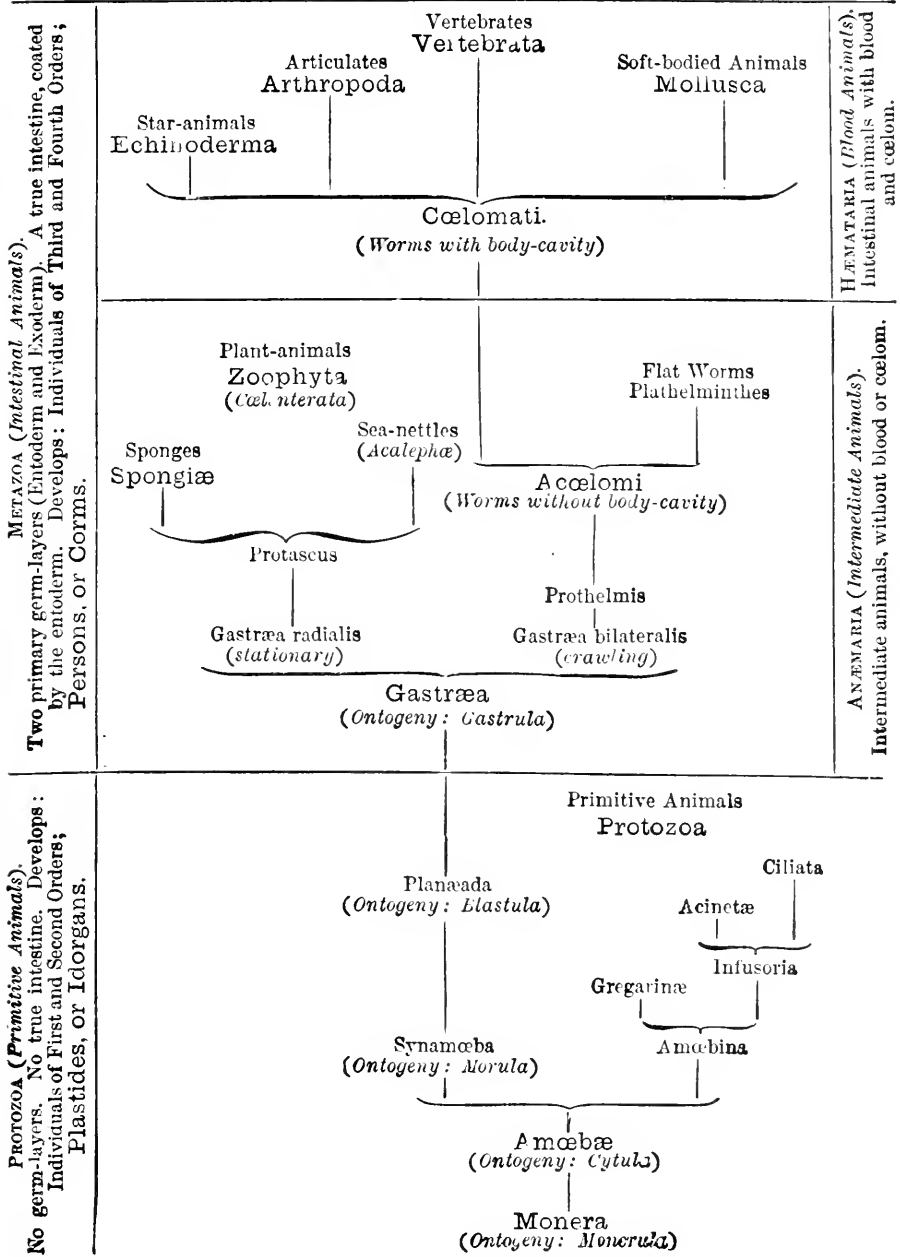 Vertebrates
Vertebrata
Articulates
Arthropoda
Soft-bodied Animals
Mollusca
Star-animals
Echinoderma
Cœlomati.
(Worms with body-cavity)
HÆMATARIA (Blood Animals).
Intestinal animals with blood
and cœlom.
METAZOA (Intestinal Animals).
Two primary germ-layers (Entoderm and Exoderm). A true intestine, coated
by the entoderm. Develops: Individuals of Third and Fourth Orders;
Persons, or Corms.
Plant-animals
Zoophyta
(Cœlenterata)
Flat Worms
Plathelminthes
Sea-nettles
(Acalephæ)
Sponges
Spongiæ
Acœlomi
(Worms without body-cavity)
Protascus
Prothelmis
Gastræa radialis
(stationary)
Gastræa bilateralis
(crawling)
Gastræa
(Ontogeny: Gastrula)
ANÆMARIA (Intermediate Animals).
Intermediate animals, without blood or cœlom.
PROTOZOA (Primitive Animals).
No germ-layers. No true intestine. Develops:
Individuals of First and Second Orders;
Plastides, or Idorgans.
Primitive Animals
Protozoa
Ciliata
Planæada
(Ontogeny: Blastula)
Acinetæ
Infusoria
Gregarinæ
Synamœba
(Ontogeny: Morula)
Amœbina
Amœbæ
(Ontogeny: Cytula)
Monera
(Ontogeny: Monerula)